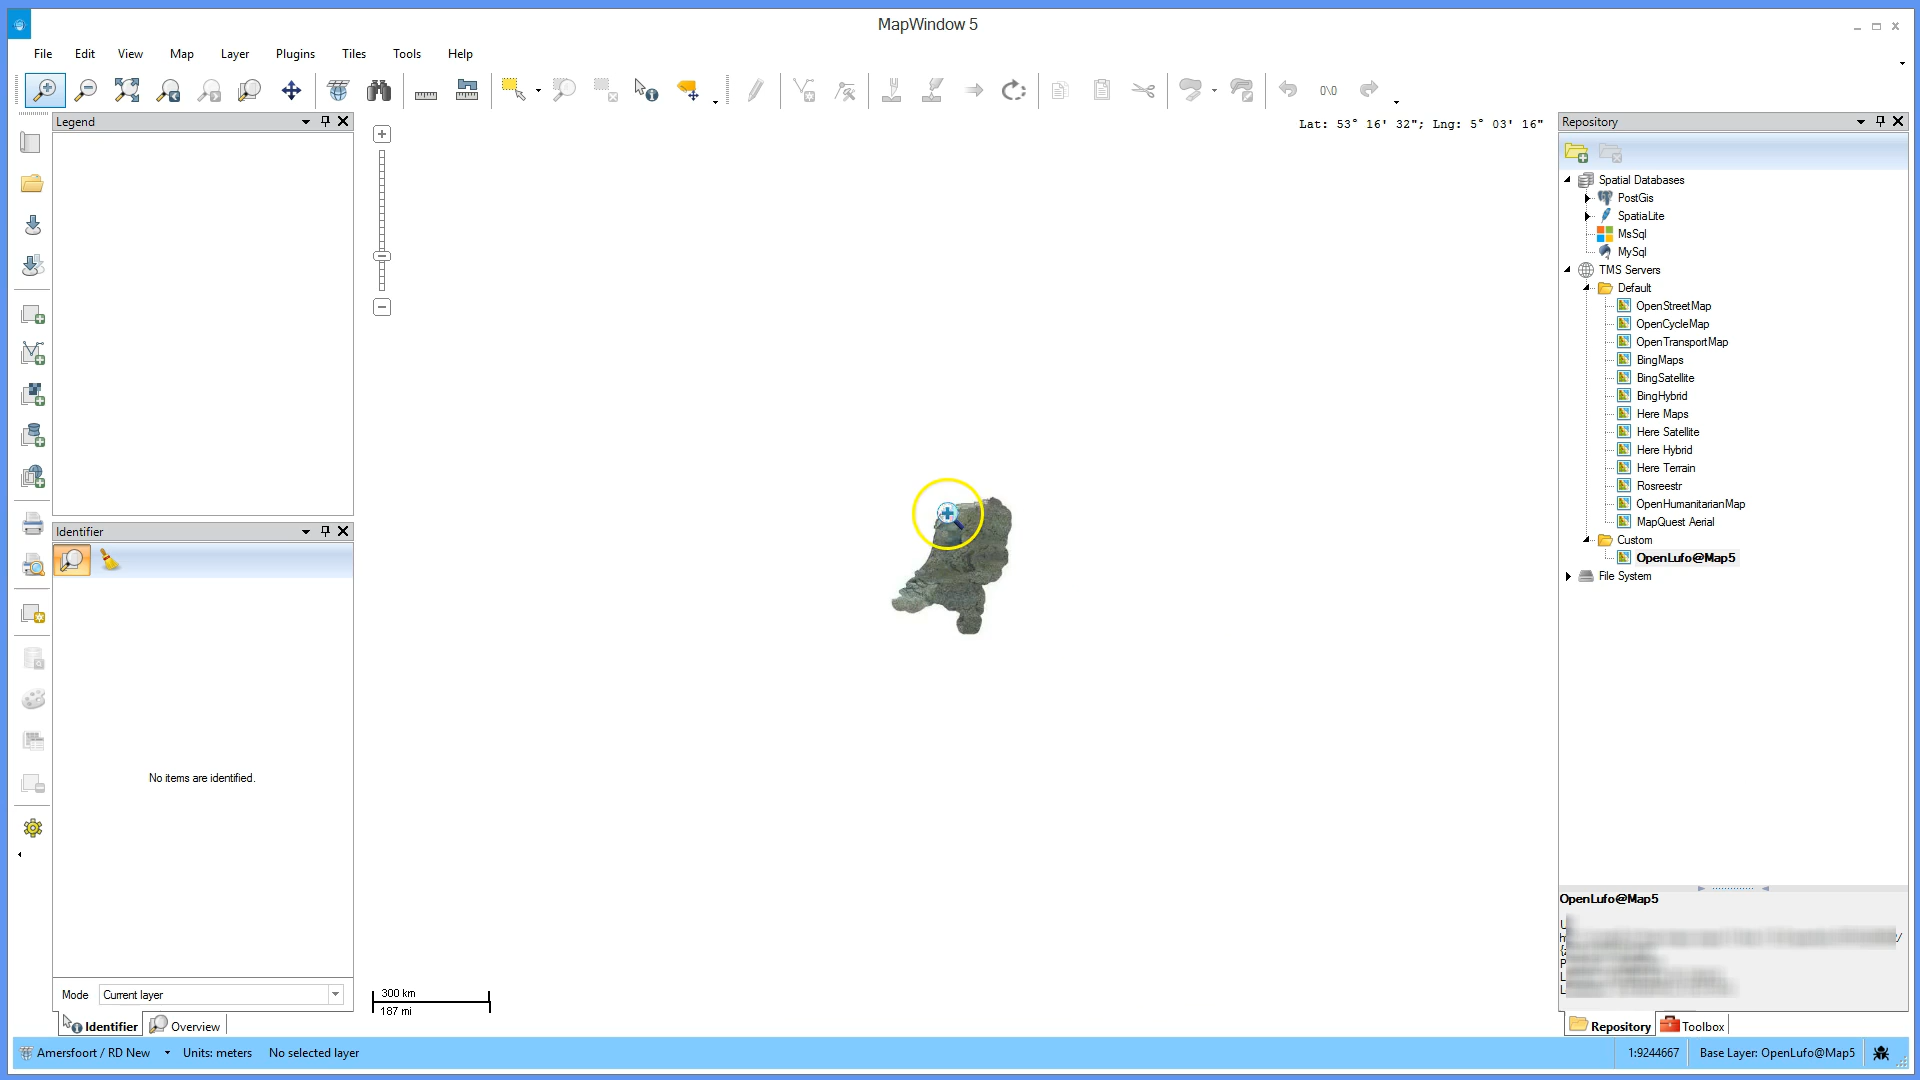 MapWindow 5
File Edit View Map Layer Plugins Tiles Tools Help
0\0
Legend
Lat: 53° 16' 32"; Lng: 5° 03' 16"
Repository
Spatial Databases
PostGis
SpatiaLite
MsSql
MySql
TMS Servers
Default
OpenStreetMap
OpenCycleMap
OpenTransportMap
BingMaps
BingSatellite
BingHybrid
Here Maps
Here Satellite
Here Hybrid
Here Terrain
Rosreestr
OpenHumanitarianMap
MapQuest Aerial
Custom
OpenLufo@Map5
File System
Identifier
No items are identified.
OpenLufo@Map5
Mode Current layer
300 km
187 mi
Identifier Overview
Repository Toolbox
Amersfoort / RD New Units: meters No selected layer 1:9244667 Base Layer: OpenLufo@Map5